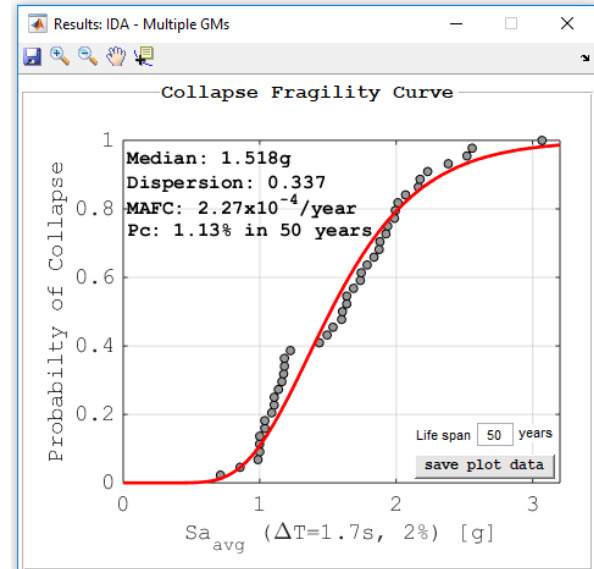 Results: IDA - Multiple GMs
Collapse Fragility Curve
Median: 1.518g
Dispersion: 0.337
MAFC: 2.27x10⁻⁴/year
Pc: 1.13% in 50 years
Probabilty of Collapse
1
0.8
0.6
0.4
0.2
0
0 1 2 3
Life span 50 years
save plot data
Sa_avg (ΔT=1.7s, 2%) [g]